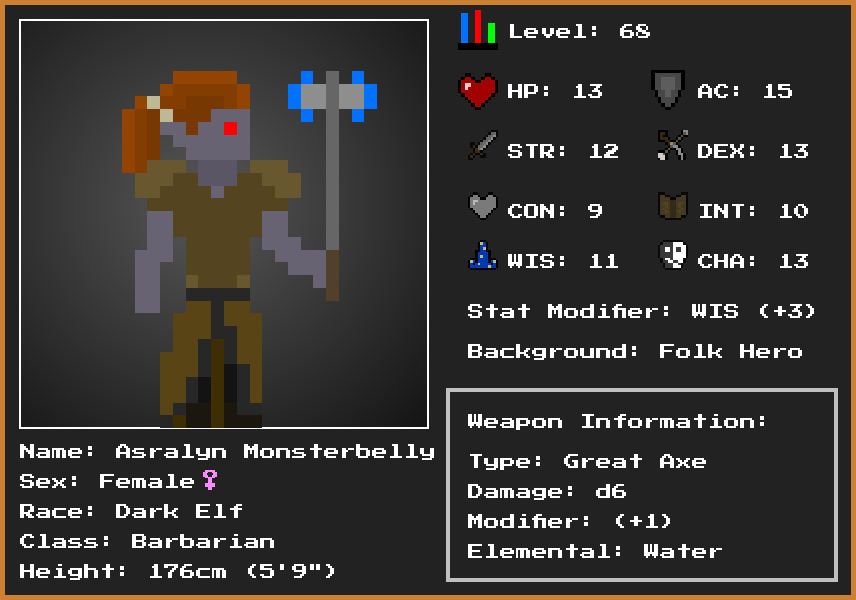 Level: 68
HP: 13
AC: 15
STR: 12
DEX: 13
CON: 9
INT: 10
WIS: 11
CHA: 13
Stat Modifier: WIS (+3)
Background: Folk Hero
Name: Asralyn Monsterbelly
Sex: Female♀
Race: Dark Elf
Class: Barbarian
Height: 176cm (5'9")
Weapon Information:
Type: Great Axe
Damage: d6
Modifier: (+1)
Elemental: Water